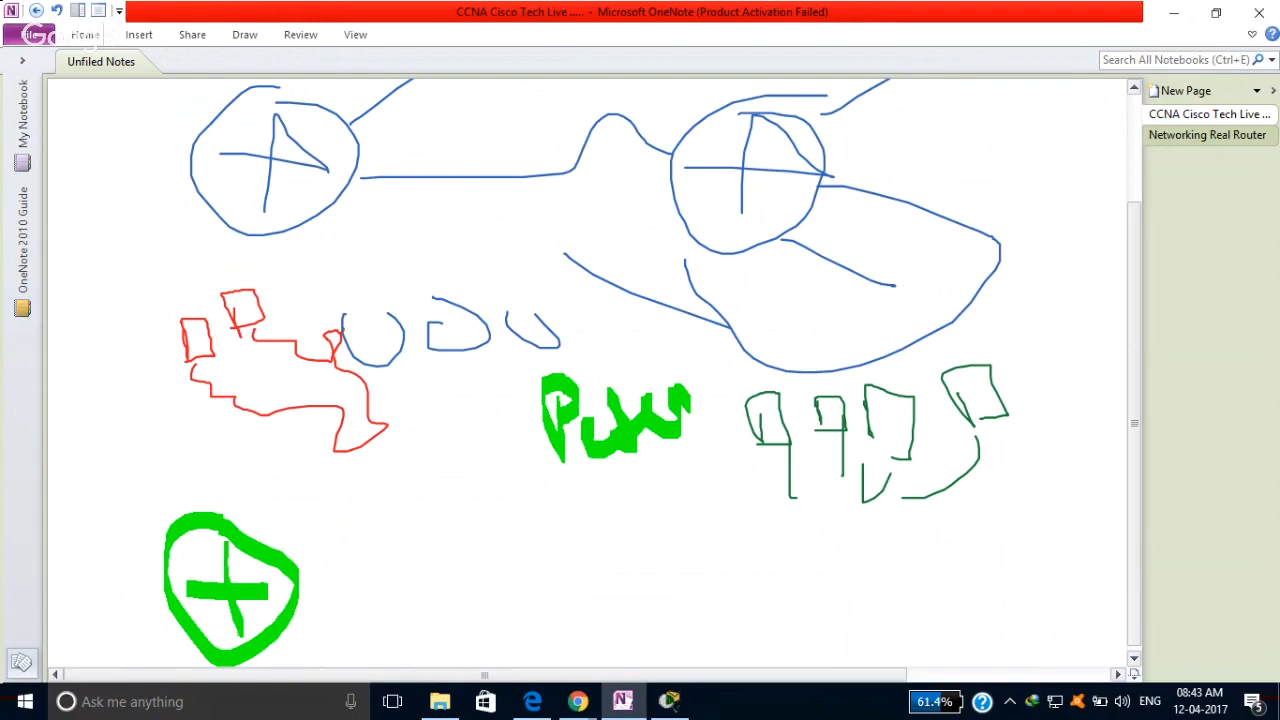 CCNA Cisco Tech Live ..... - Microsoft OneNote (Product Activation Failed)
Home Insert Share Draw Review View
Unfiled Notes
Search All Notebooks (Ctrl+E)
My Notebook
OneNote 2010 Guide
New Page
CCNA Cisco Tech Live ...
Networking Real Router
Ask me anything
61.4%
ENG
08:43 AM
12-04-2017
5